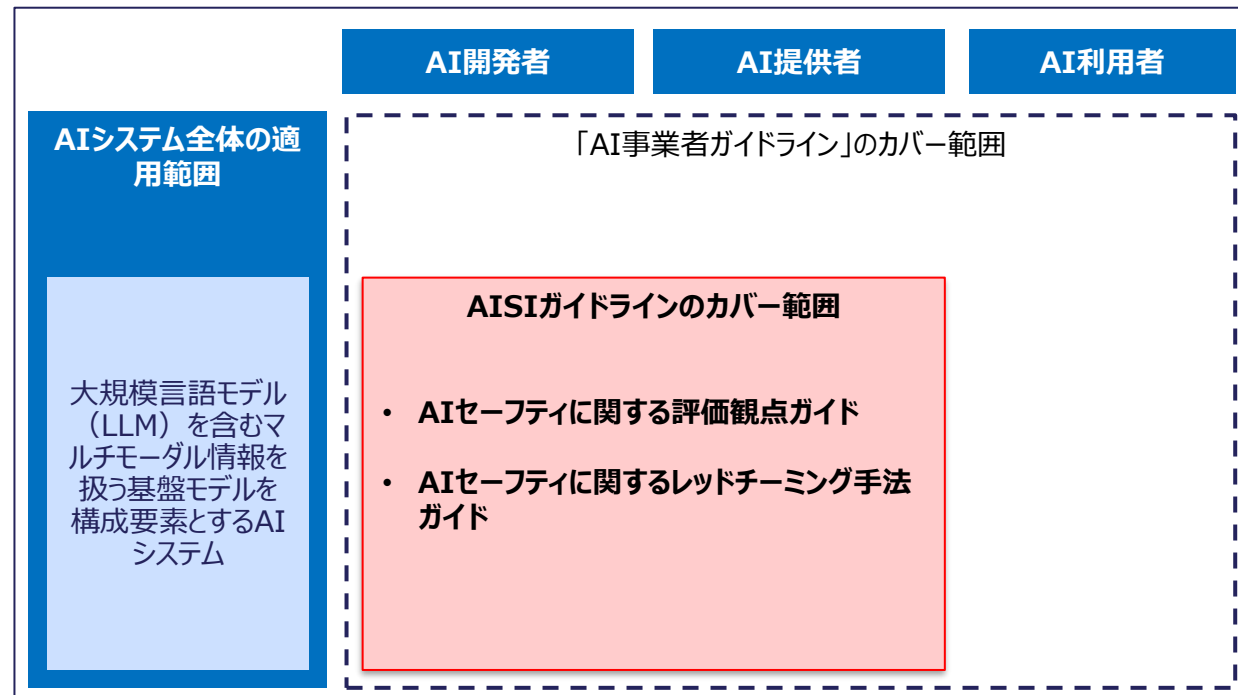 AI開発者
AI提供者
AI利用者
AIシステム全体の適
用範囲
「AI事業者ガイドライン」のカバー範囲
AISIガイドラインのカバー範囲
大規模言語モデル
（LLM）を含むマ
ルチモーダル情報を
扱う基盤モデルを
構成要素とするAI
システム
・ AIセーフティに関する評価観点ガイド
・ AIセーフティに関するレッドチーミング手法
ガイド